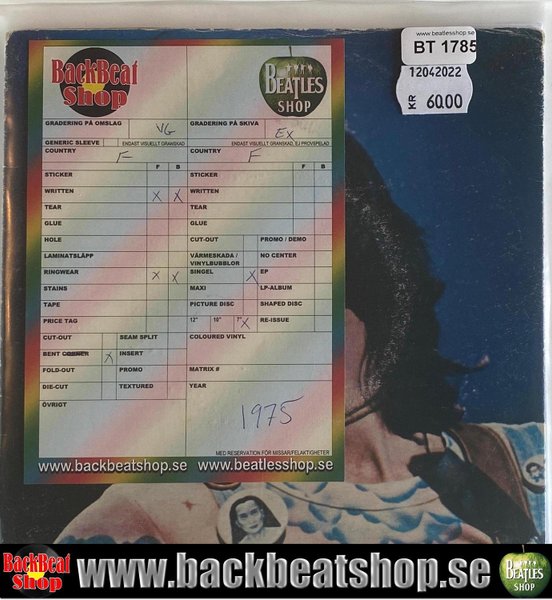 www.beatlesshop.se
BT 1785
12042022
KR 60.00
BackBeat
Shop
BEATLES
SHOP
GRADERING PÅ OMSLAG VG GRADERING PÅ SKIVA EX
GENERIC SLEEVE ENDAST VISUELLT GRANSKAD ENDAST VISUELLT GRANSKAD, EJ PROVSPELAD
COUNTRY F COUNTRY F
F B F B
STICKER STICKER
WRITTEN X X WRITTEN
TEAR TEAR
GLUE GLUE
HOLE CUT-OUT PROMO / DEMO
LAMINATSLÄPP VÄRMESKADA / VINYLBUBBLOR NO CENTER
RINGWEAR X X SINGEL X EP
STAINS MAXI LP-ALBUM
TAPE PICTURE DISC SHAPED DISC
PRICE TAG 12" 10" 7" X RE-ISSUE
CUT-OUT SEAM SPLIT COLOURED VINYL
BENT CORNER X INSERT
FOLD-OUT PROMO MATRIX #
DIE-CUT TEXTURED YEAR
ÖVRIGT
1975
MED RESERVATION FÖR MISSAR/FELAKTIGHETER
www.backbeatshop.se www.beatlesshop.se
BackBeat
Shop
www.backbeatshop.se
BEATLES
SHOP